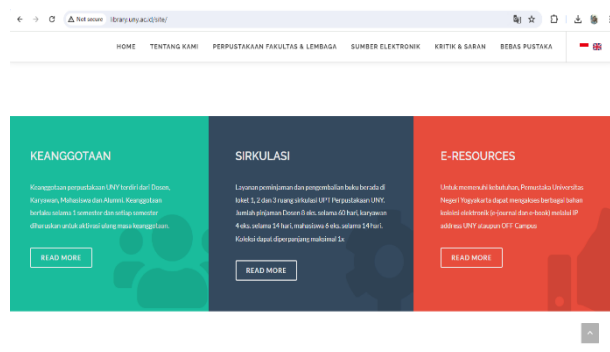 Not secure library.uny.ac.id/site/
HOME TENTANG KAMI PERPUSTAKAAN FAKULTAS & LEMBAGA SUMBER ELEKTRONIK KRITIK & SARAN BEBAS PUSTAKA
KEANGGOTAAN
Keanggotaan perpustakaan UNY terdiri dari Dosen,
Karyawan, Mahasiswa dan Alumni. Keanggotaan
berlaku selama 1 semester dan setiap semester
diharuskan untuk aktivasi ulang masa keanggotaan.
READ MORE
SIRKULASI
Layanan peminjaman dan pengembalian buku berada di
loket 1, 2 dan 3 ruang sirkulasi UPT Perpustakaan UNY.
Jumlah pinjaman Dosen 8 eks. selama 60 hari, karyawan
4 eks. selama 14 hari, mahasiswa 6 eks. selama 14 hari.
Koleksi dapat diperpanjang maksimal 1x
READ MORE
E-RESOURCES
Untuk memenuhi kebutuhan, Pemustaka Universitas
Negeri Yogyakarta dapat mengakses berbagai bahan
koleksi elektronik (e-journal dan e-book) melalui IP
address UNY ataupun OFF Campus
READ MORE